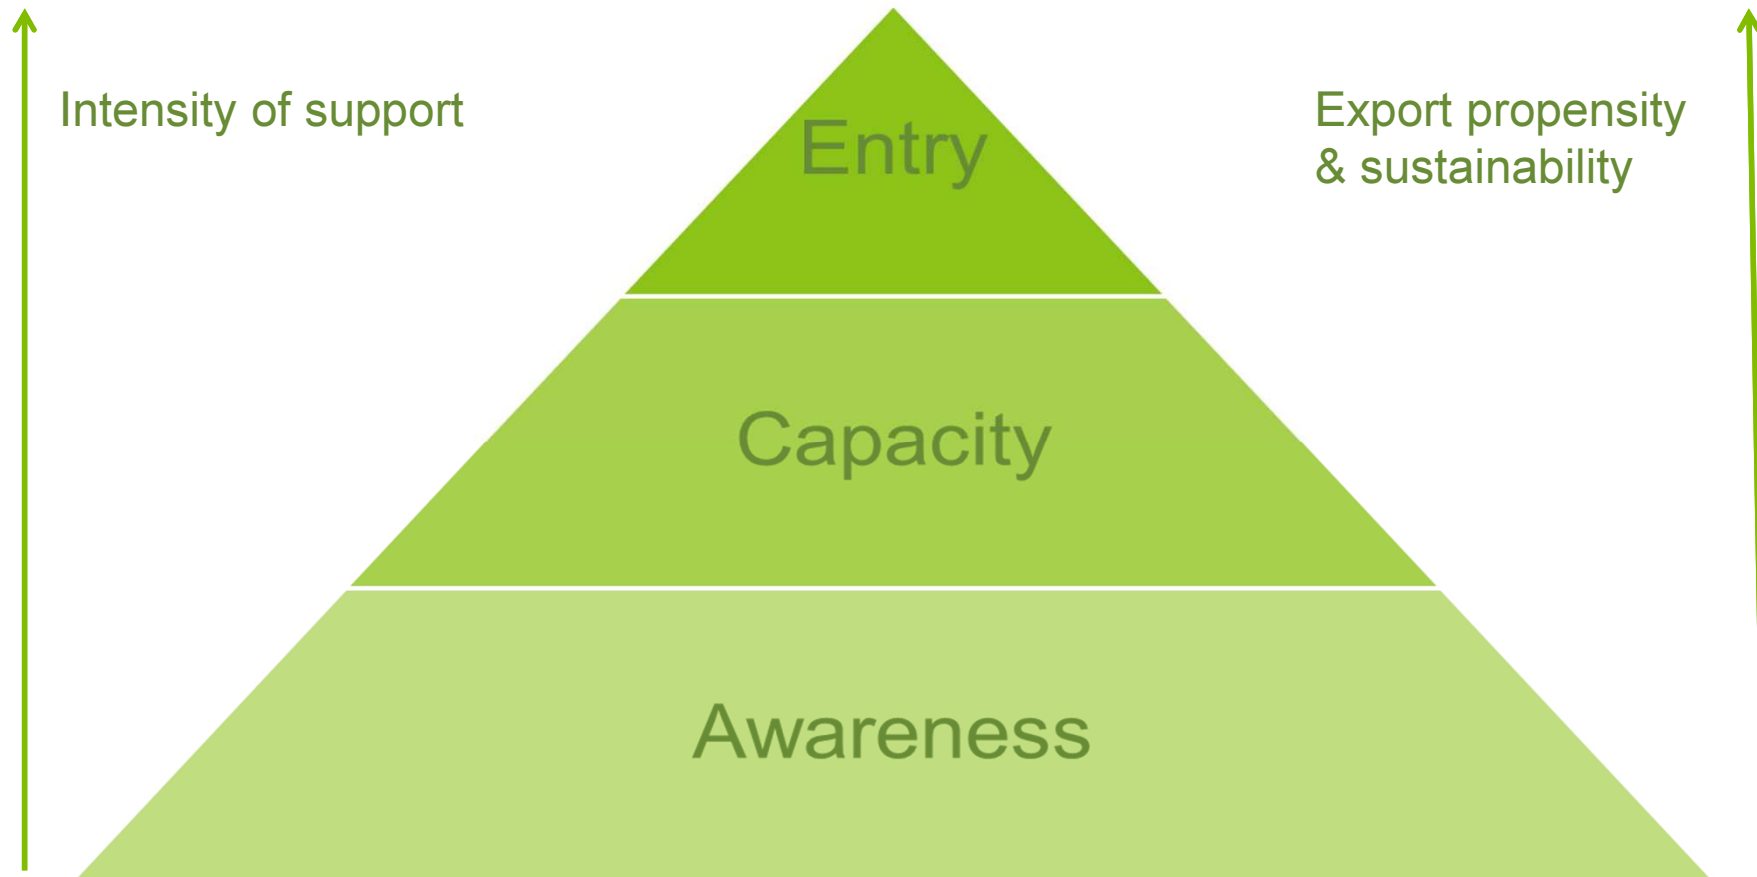 Intensity of support
Export propensity
& sustainability
Entry
Capacity
Awareness